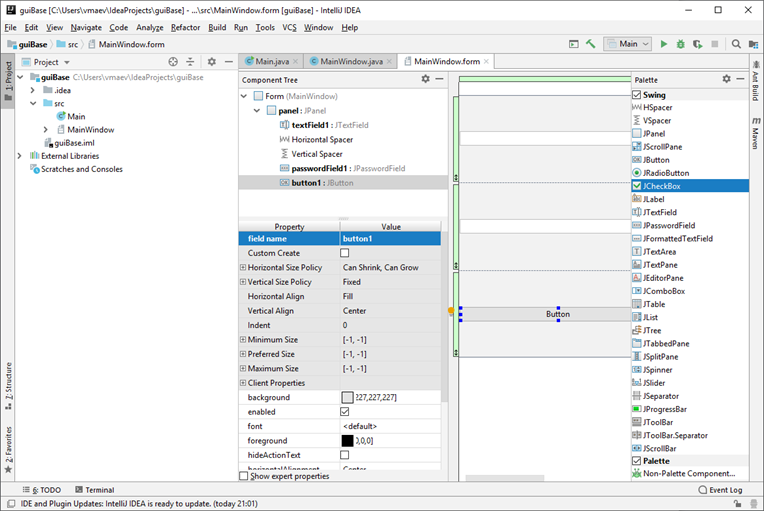 guiBase [C:\Users\vmaev\IdeaProjects\guiBase] - ...\src\MainWindow.form [guiBase] - IntelliJ IDEA
File Edit View Navigate Code Analyze Refactor Build Run Tools VCS Window Help
guiBase src MainWindow.form
Main
1: Project
Project
guiBase C:\Users\vmaev\IdeaProjects\guiBase
.idea
src
Main
MainWindow
guiBase.iml
External Libraries
Scratches and Consoles
7: Structure
2: Favorites
Main.java MainWindow.java MainWindow.form
Component Tree
Form (MainWindow)
panel : JPanel
textField1 : JTextField
Horizontal Spacer
Vertical Spacer
passwordField1 : JPasswordField
button1 : JButton
Property Value
field name button1
Custom Create
Horizontal Size Policy Can Shrink, Can Grow
Vertical Size Policy Fixed
Horizontal Align Fill
Vertical Align Center
Indent 0
Minimum Size [-1, -1]
Preferred Size [-1, -1]
Maximum Size [-1, -1]
Client Properties
background 227,227,227]
enabled
font <default>
foreground 0,0,0]
hideActionText
horizontalAlignment Center
Show expert properties
Button
Palette
Swing
HSpacer
VSpacer
JPanel
JScrollPane
JButton
JRadioButton
JCheckBox
JLabel
JTextField
JPasswordField
JFormattedTextField
JTextArea
JTextPane
JEditorPane
JComboBox
JTable
JList
JTree
JTabbedPane
JSplitPane
JSpinner
JSlider
JSeparator
JProgressBar
JToolBar
JToolBar.Separator
JScrollBar
Palette
Non-Palette Component...
Ant Build
m Maven
6: TODO Terminal Event Log
IDE and Plugin Updates: IntelliJ IDEA is ready to update. (today 21:01)